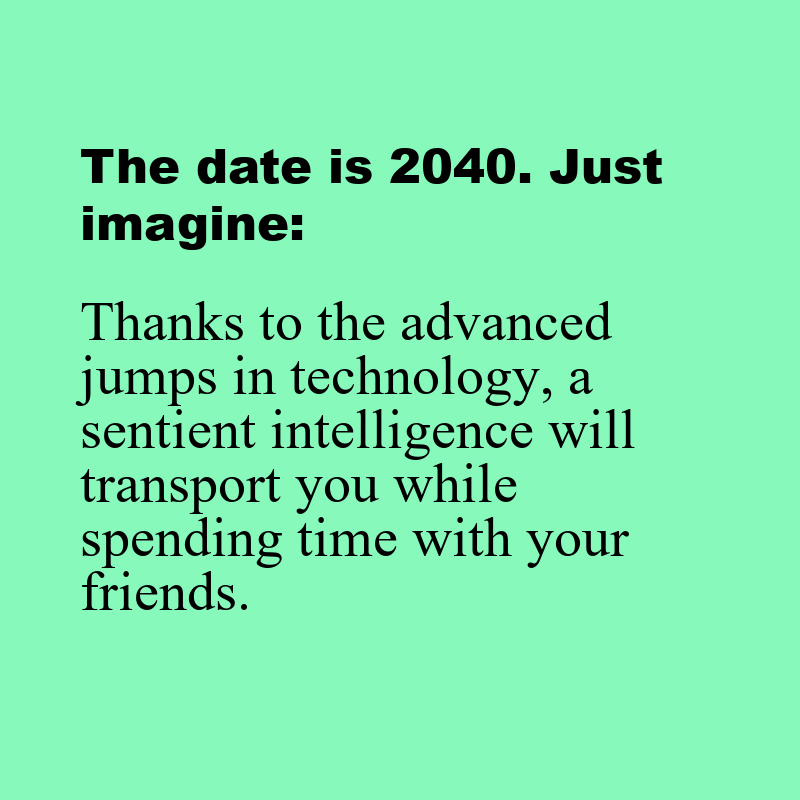 The date is 2040. Just
imagine:
Thanks to the advanced
jumps in technology, a
sentient intelligence will
transport you while
spending time with your
friends.